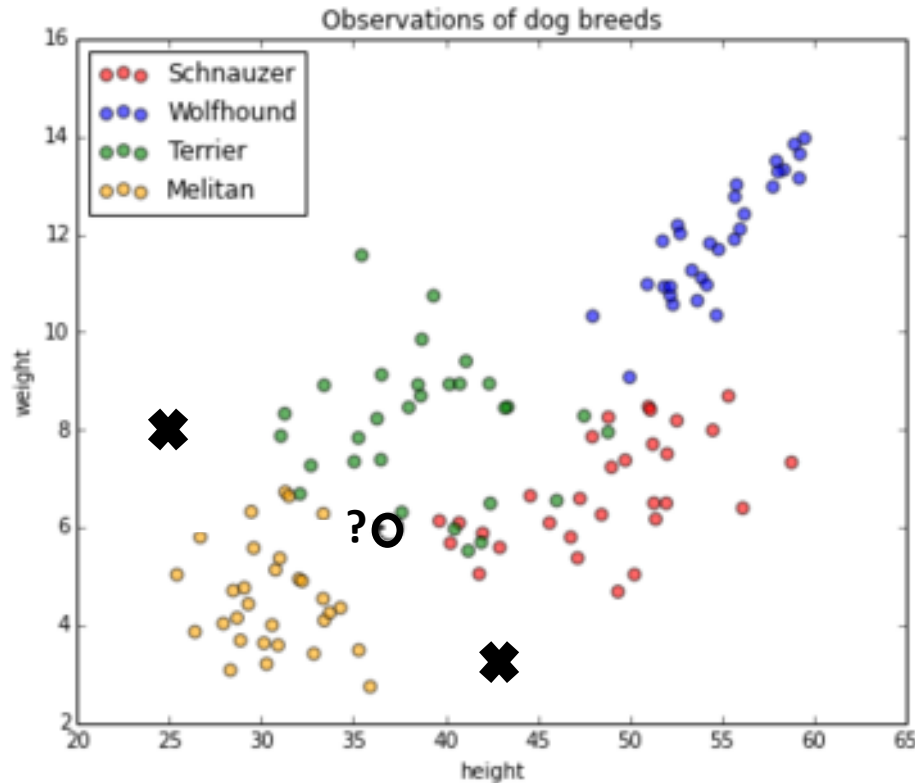 Observations of dog breeds
16
14
12
10
8
6
4
2
weight
Schnauzer
Wolfhound
Terrier
Melitan
?
20 25 30 35 40 45 50 55 60 65
height